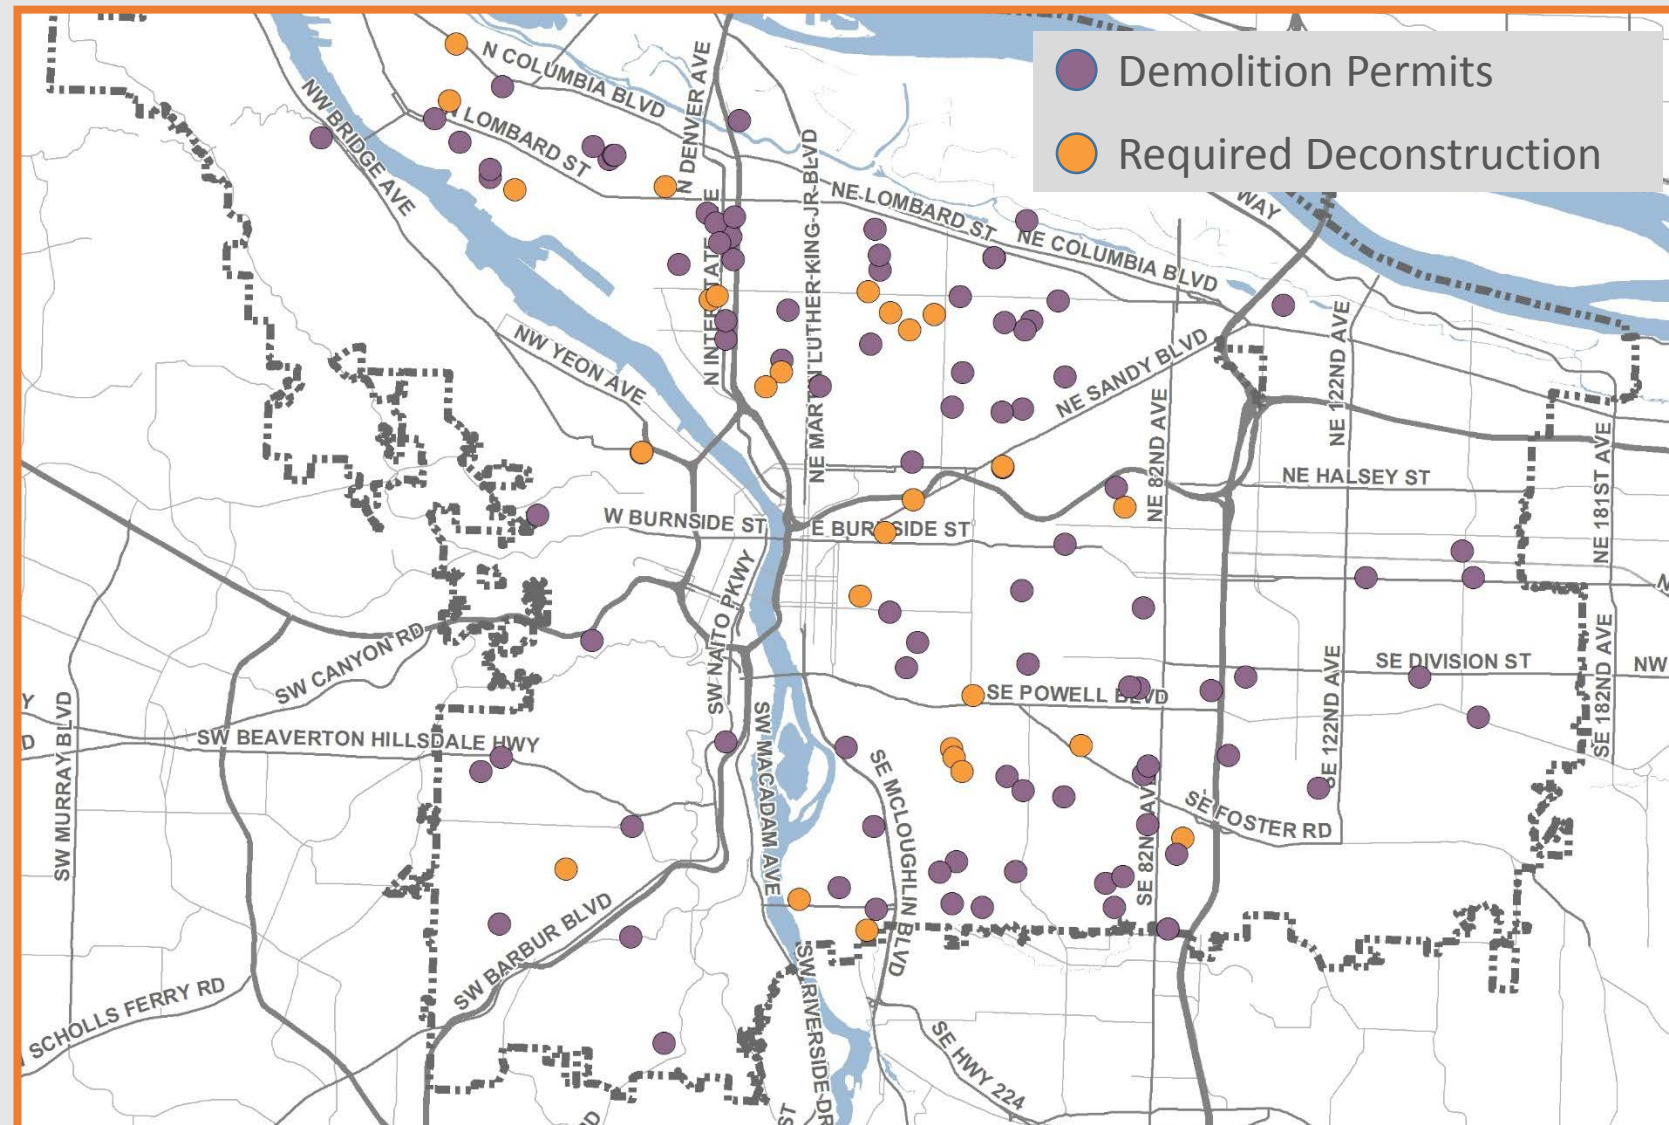 Demolition Permits
Required Deconstruction
N COLUMBIA BLVD
N DENVER AVE
NW BRIDGE AVE
LOMBARD ST
NE LOMBARD ST
WAY
NE COLUMBIA BLVD
NE MARTIN LUTHER KING JR BLVD
N INTERSTATE
NW YEON AVE
NE SANDY BLVD
NE 122ND AVE
NE 82ND AVE
NE 181ST AVE
NE HALSEY ST
W BURNSIDE ST
E BURNSIDE ST
SW NAITO PKWY
SW CANYON RD
SE DIVISION ST
NW
SE 122ND AVE
SE 182ND AVE
SE POWELL BLVD
Y
D
SW MURRAY BLVD
SW BEAVERTON HILLSDALE HWY
SW MACADAM AVE
SE MCLOUGHLIN BLVD
SE 82ND AVE
SE FOSTER RD
SW BARBUR BLVD
SCHOLLS FERRY RD
SW RIVERSIDE DR
SE HWY 224
ST
RD